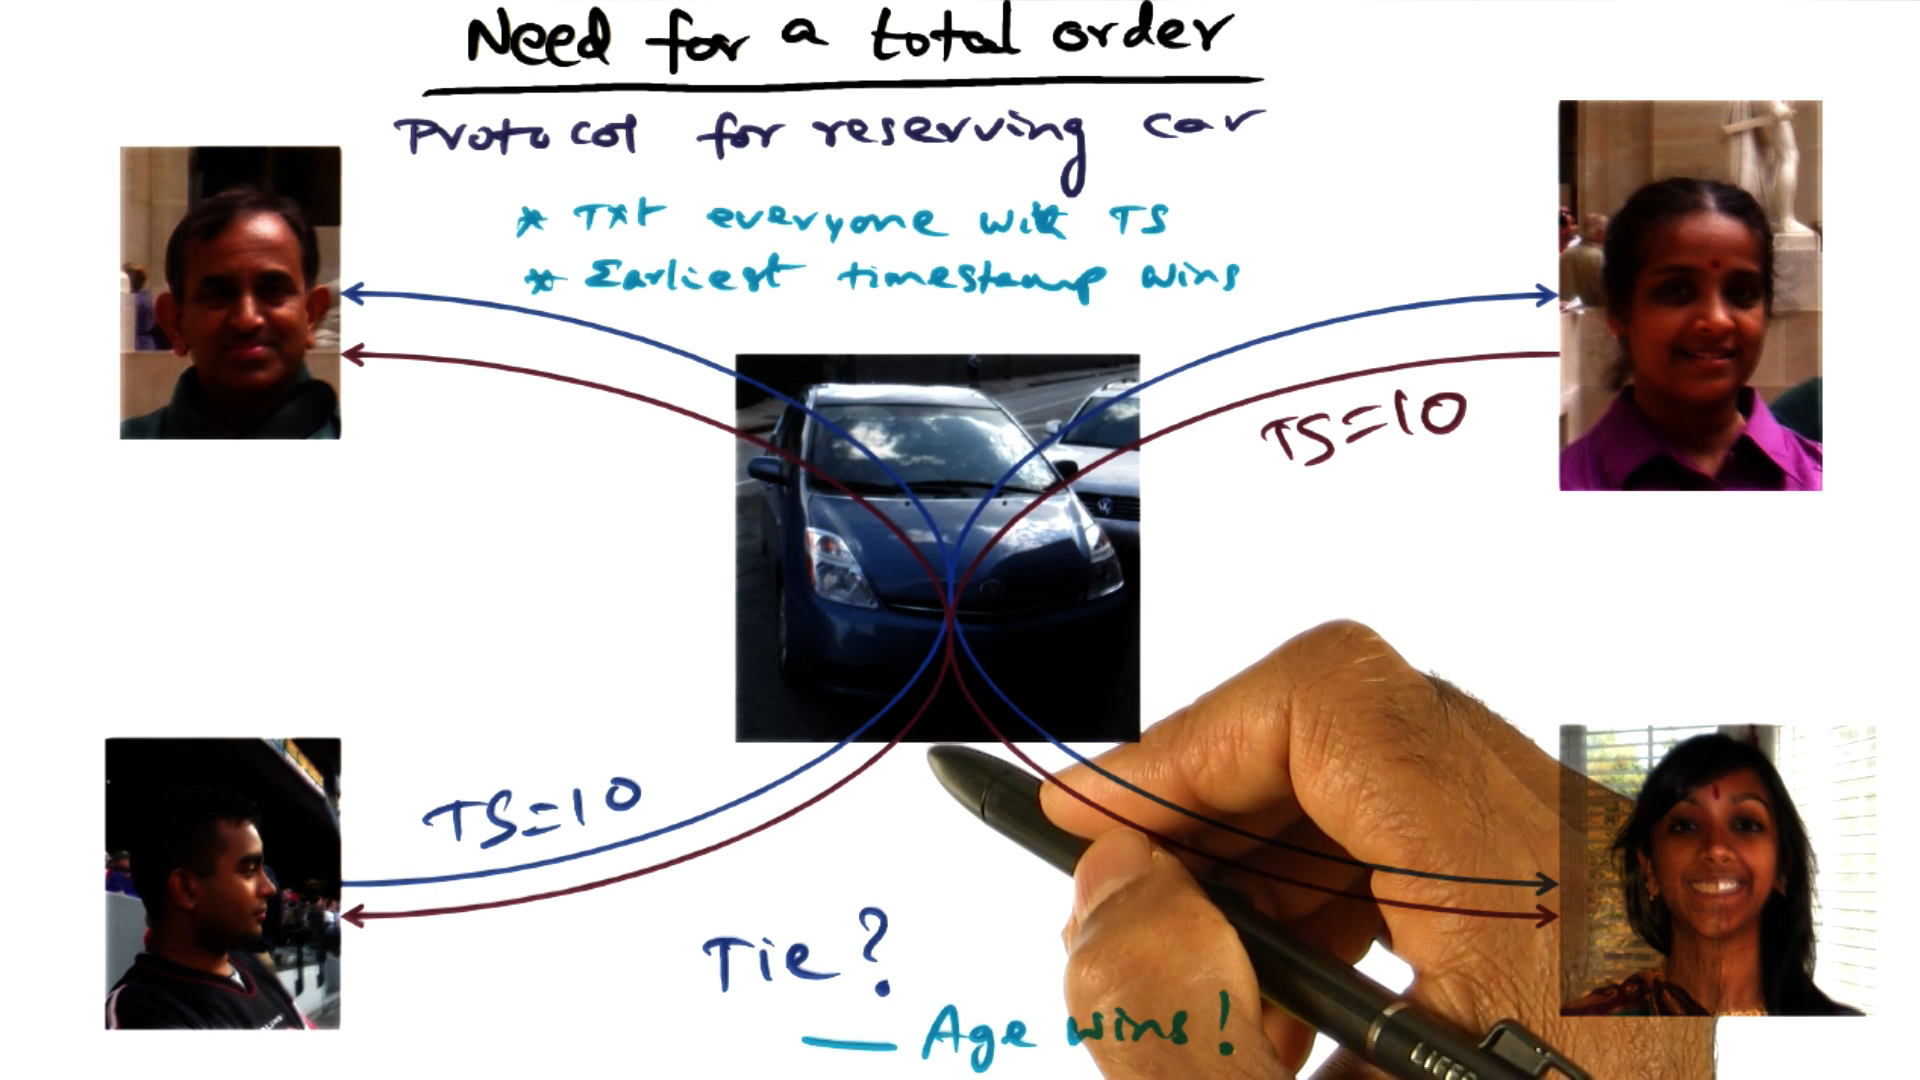 Need for a total order
Protocol for reserving car
* Txt everyone with TS
* Earliest timestamp wins
TS=10
TS=10
Tie?
— Age wins!